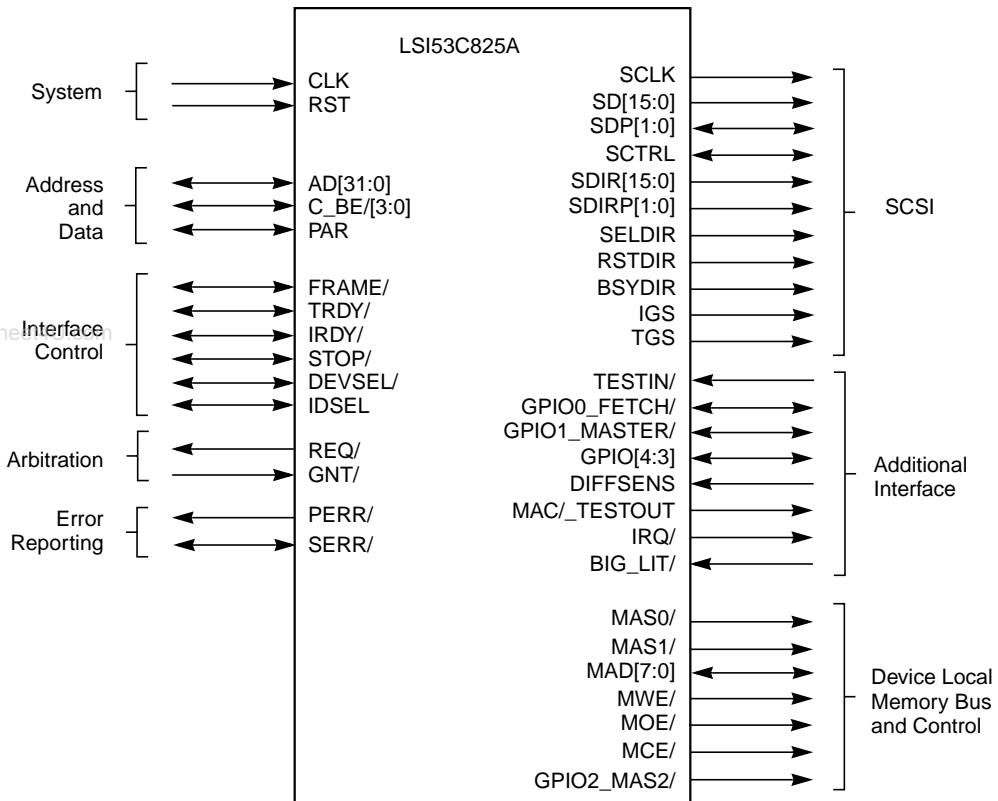 LSI53C825A
System
CLK
RST
Address
and
Data
AD[31:0]
C_BE/[3:0]
PAR
Interface
Control
FRAME/
TRDY/
IRDY/
STOP/
DEVSEL/
IDSEL
Arbitration
REQ/
GNT/
Error
Reporting
PERR/
SERR/
SCLK
SD[15:0]
SDP[1:0]
SCTRL
SDIR[15:0]
SDIRP[1:0]
SELDIR
RSTDIR
BSYDIR
IGS
TGS
SCSI
TESTIN/
GPIO0_FETCH/
GPIO1_MASTER/
GPIO[4:3]
DIFFSENS
MAC/_TESTOUT
IRQ/
BIG_LIT/
Additional
Interface
MAS0/
MAS1/
MAD[7:0]
MWE/
MOE/
MCE/
GPIO2_MAS2/
Device Local
Memory Bus
and Control